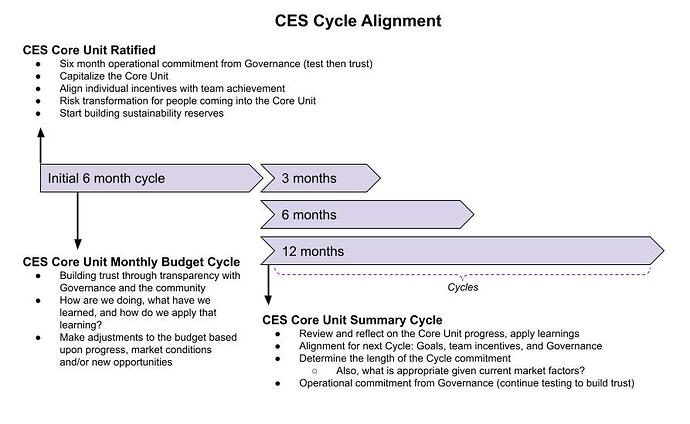 CES Cycle Alignment
CES Core Unit Ratified
● Six month operational commitment from Governance (test then trust)
● Capitalize the Core Unit
● Align individual incentives with team achievement
● Risk transformation for people coming into the Core Unit
● Start building sustainability reserves
Initial 6 month cycle
3 months
6 months
12 months
Cycles
CES Core Unit Monthly Budget Cycle
● Building trust through transparency with
Governance and the community
● How are we doing, what have we
learned, and how do we apply that
learning?
● Make adjustments to the budget based
upon progress, market conditions
and/or new opportunities
CES Core Unit Summary Cycle
● Review and reflect on the Core Unit progress, apply learnings
● Alignment for next Cycle: Goals, team incentives, and Governance
● Determine the length of the Cycle commitment
○ Also, what is appropriate given current market factors?
● Operational commitment from Governance (continue testing to build trust)